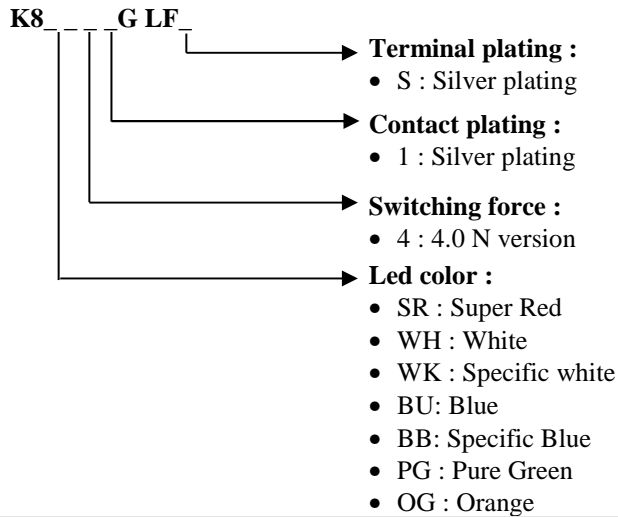 K8_ _ _ _G LF_
Terminal plating :
• S : Silver plating
Contact plating :
• 1 : Silver plating
Switching force :
• 4 : 4.0 N version
Led color :
• SR : Super Red
• WH : White
• WK : Specific white
• BU: Blue
• BB: Specific Blue
• PG : Pure Green
• OG : Orange